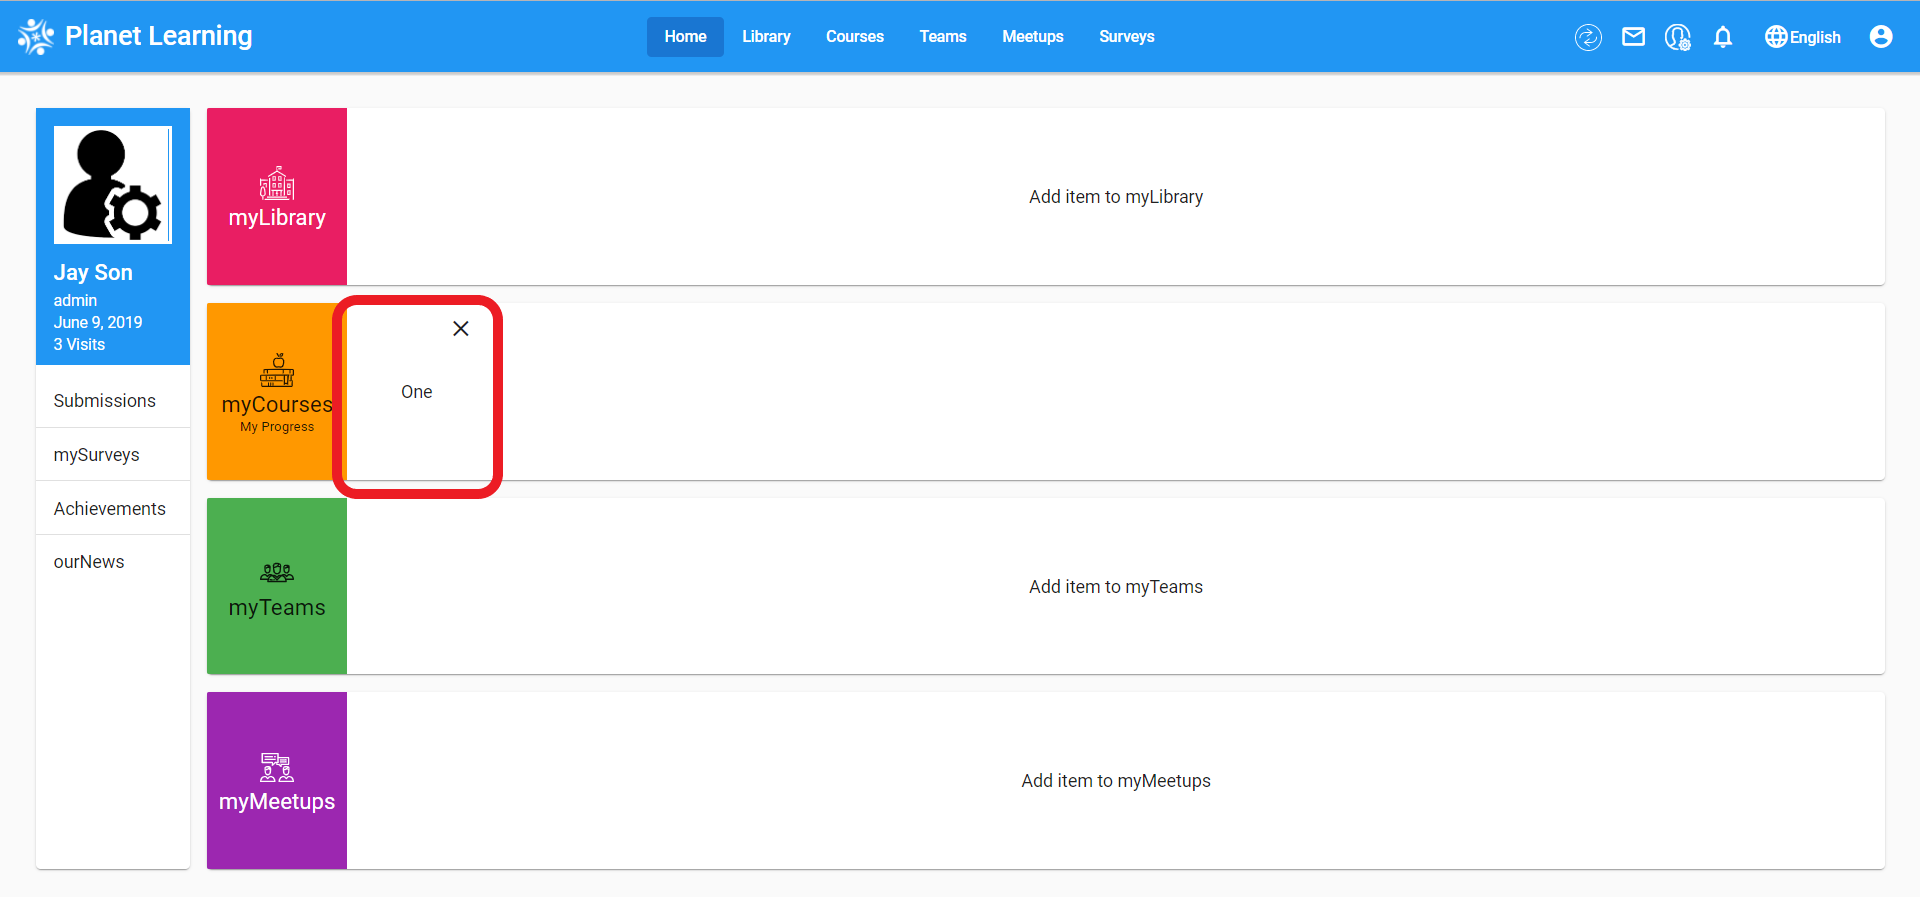 Planet Learning
Home Library Courses Teams Meetups Surveys
English
Jay Son
admin
June 9, 2019
3 Visits
Submissions
mySurveys
Achievements
ourNews
myLibrary
Add item to myLibrary
myCourses
My Progress
One
myTeams
Add item to myTeams
myMeetups
Add item to myMeetups